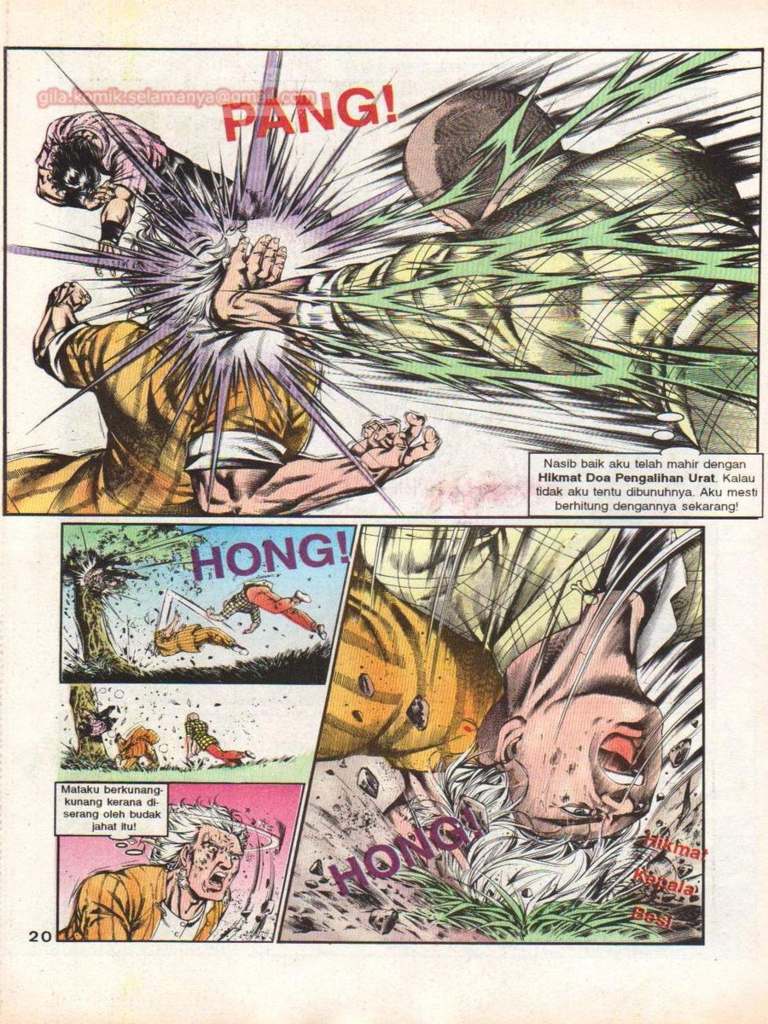 gila.komik.selamanya@gmail.com
PANG!
Nasib baik aku telah mahir dengan
Hikmat Doa Pengalihan Urat. Kalau
tidak aku tentu dibunuhnya. Aku mesti
berhitung dengannya sekarang!
HONG!
Mataku berkunang-
kunang kerana di-
serang oleh budak
jahat itu!
HONG!
Hikmat
Kepala
Besi
20